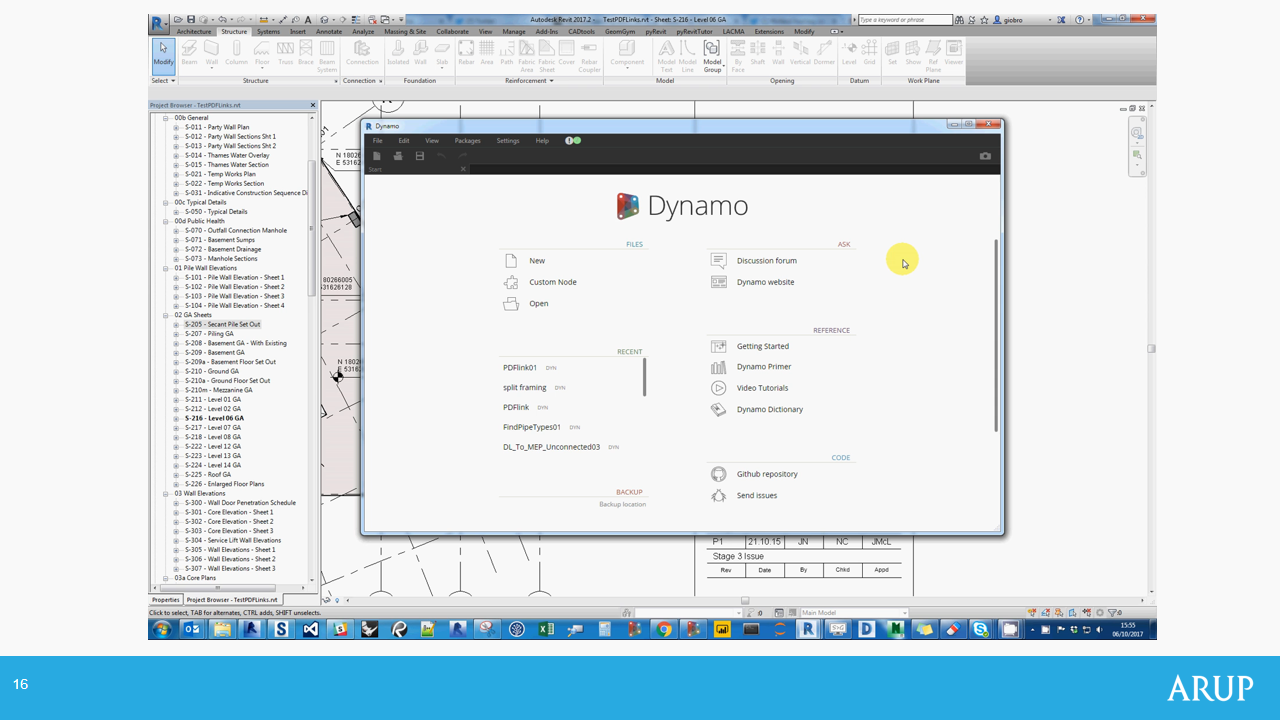 Autodesk Revit 2017.2 - TestPDFLinks.rvt - Sheet: S-216 - Level 06 GA
Type a keyword or phrase
giobro
Architecture Structure Systems Insert Annotate Analyze Massing & Site Collaborate View Manage Add-Ins CADtools GeomGym pyRevit pyRevitTutor LACMA Extensions Modify
Modify Beam Wall Column Floor Truss Brace Beam System Connection Isolated Wall Slab Rebar Area Path Fabric Area Fabric Sheet Cover Rebar Coupler Component Model Text Model Line Model Group By Face Shaft Wall Vertical Dormer Level Grid Set Show Ref Plane Viewer
Select Structure Connection Foundation Reinforcement Model Opening Datum Work Plane
Project Browser - TestPDFLinks.rvt
00b General
S-011 - Party Wall Plan
S-012 - Party Wall Sections Sht 1
S-013 - Party Wall Sections Sht 2
S-014 - Thames Water Overlay
S-015 - Thames Water Section
S-021 - Temp Works Plan
S-022 - Temp Works Section
S-031 - Indicative Construction Sequence D
00c Typical Details
S-050 - Typical Details
00d Public Health
S-070 - Outfall Connection Manhole
S-071 - Basement Sumps
S-072 - Basement Drainage
S-073 - Manhole Sections
01 Pile Wall Elevations
S-101 - Pile Wall Elevation - Sheet 1
S-102 - Pile Wall Elevation - Sheet 2
S-103 - Pile Wall Elevation - Sheet 3
S-104 - Pile Wall Elevation - Sheet 4
02 GA Sheets
S-205 - Secant Pile Set Out
S-207 - Piling GA
S-208 - Basement GA - With Existing
S-209 - Basement GA
S-209a - Basement Floor Set Out
S-210 - Ground GA
S-210a - Ground Floor Set Out
S-210m - Mezzanine GA
S-211 - Level 01 GA
S-212 - Level 02 GA
S-216 - Level 06 GA
S-217 - Level 07 GA
S-218 - Level 08 GA
S-222 - Level 12 GA
S-223 - Level 13 GA
S-224 - Level 14 GA
S-225 - Roof GA
S-226 - Enlarged Floor Plans
03 Wall Elevations
S-300 - Wall Door Penetration Schedule
S-301 - Core Elevation - Sheet 1
S-302 - Core Elevation - Sheet 2
S-303 - Core Elevation - Sheet 3
S-304 - Service Lift Wall Elevations
S-305 - Wall Elevations - Sheet 1
S-306 - Wall Elevations - Sheet 2
S-307 - Wall Elevations - Sheet 3
03a Core Plans
Properties Project Browser - TestPDFLinks.rvt
Click to select, TAB for alternates, CTRL adds, SHIFT unselects.
Main Model
N 1802
E 53162
80266005
31626128
N 180
E 5316
Dynamo
File Edit View Packages Settings Help
Start
Dynamo
FILES
New
Custom Node
Open
RECENT
PDFlink01 DYN
split framing DYN
PDFlink DYN
FindPipeTypes01 DYN
DL_To_MEP_Unconnected03 DYN
BACKUP
Backup location
ASK
Discussion forum
Dynamo website
REFERENCE
Getting Started
Dynamo Primer
Video Tutorials
Dynamo Dictionary
CODE
Github repository
Send issues
P1 21.10.15 JN NC JMcL
Stage 3 Issue
Rev Date By Chkd Appd
15:55
06/10/2017
16
ARUP